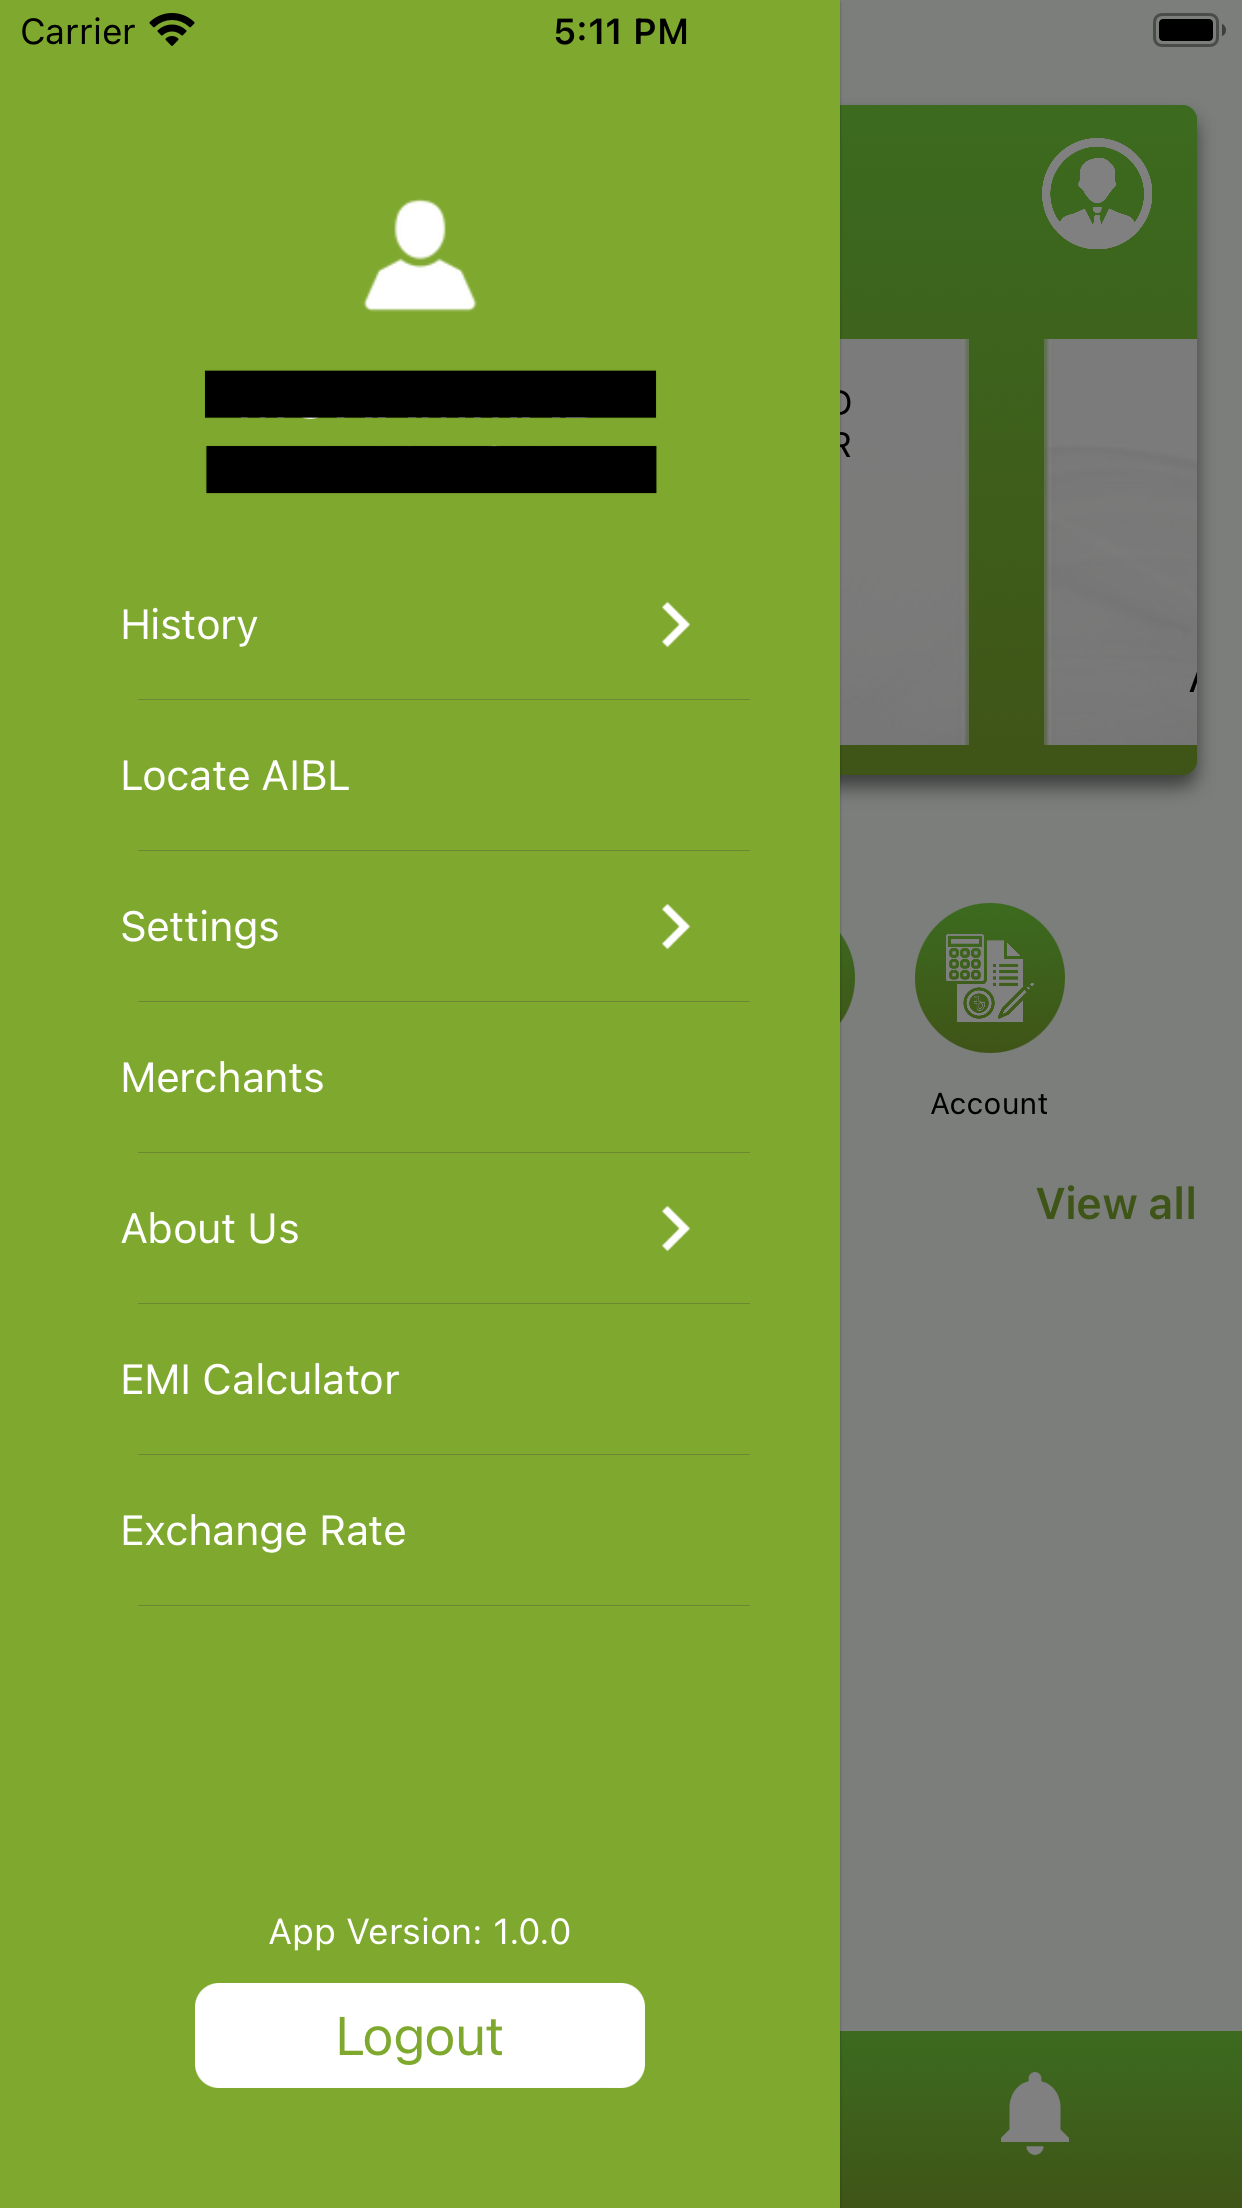 Carrier
5:11 PM
History
Locate AIBL
Settings
Merchants
About Us
EMI Calculator
Exchange Rate
App Version: 1.0.0
Logout
R
Account
View all